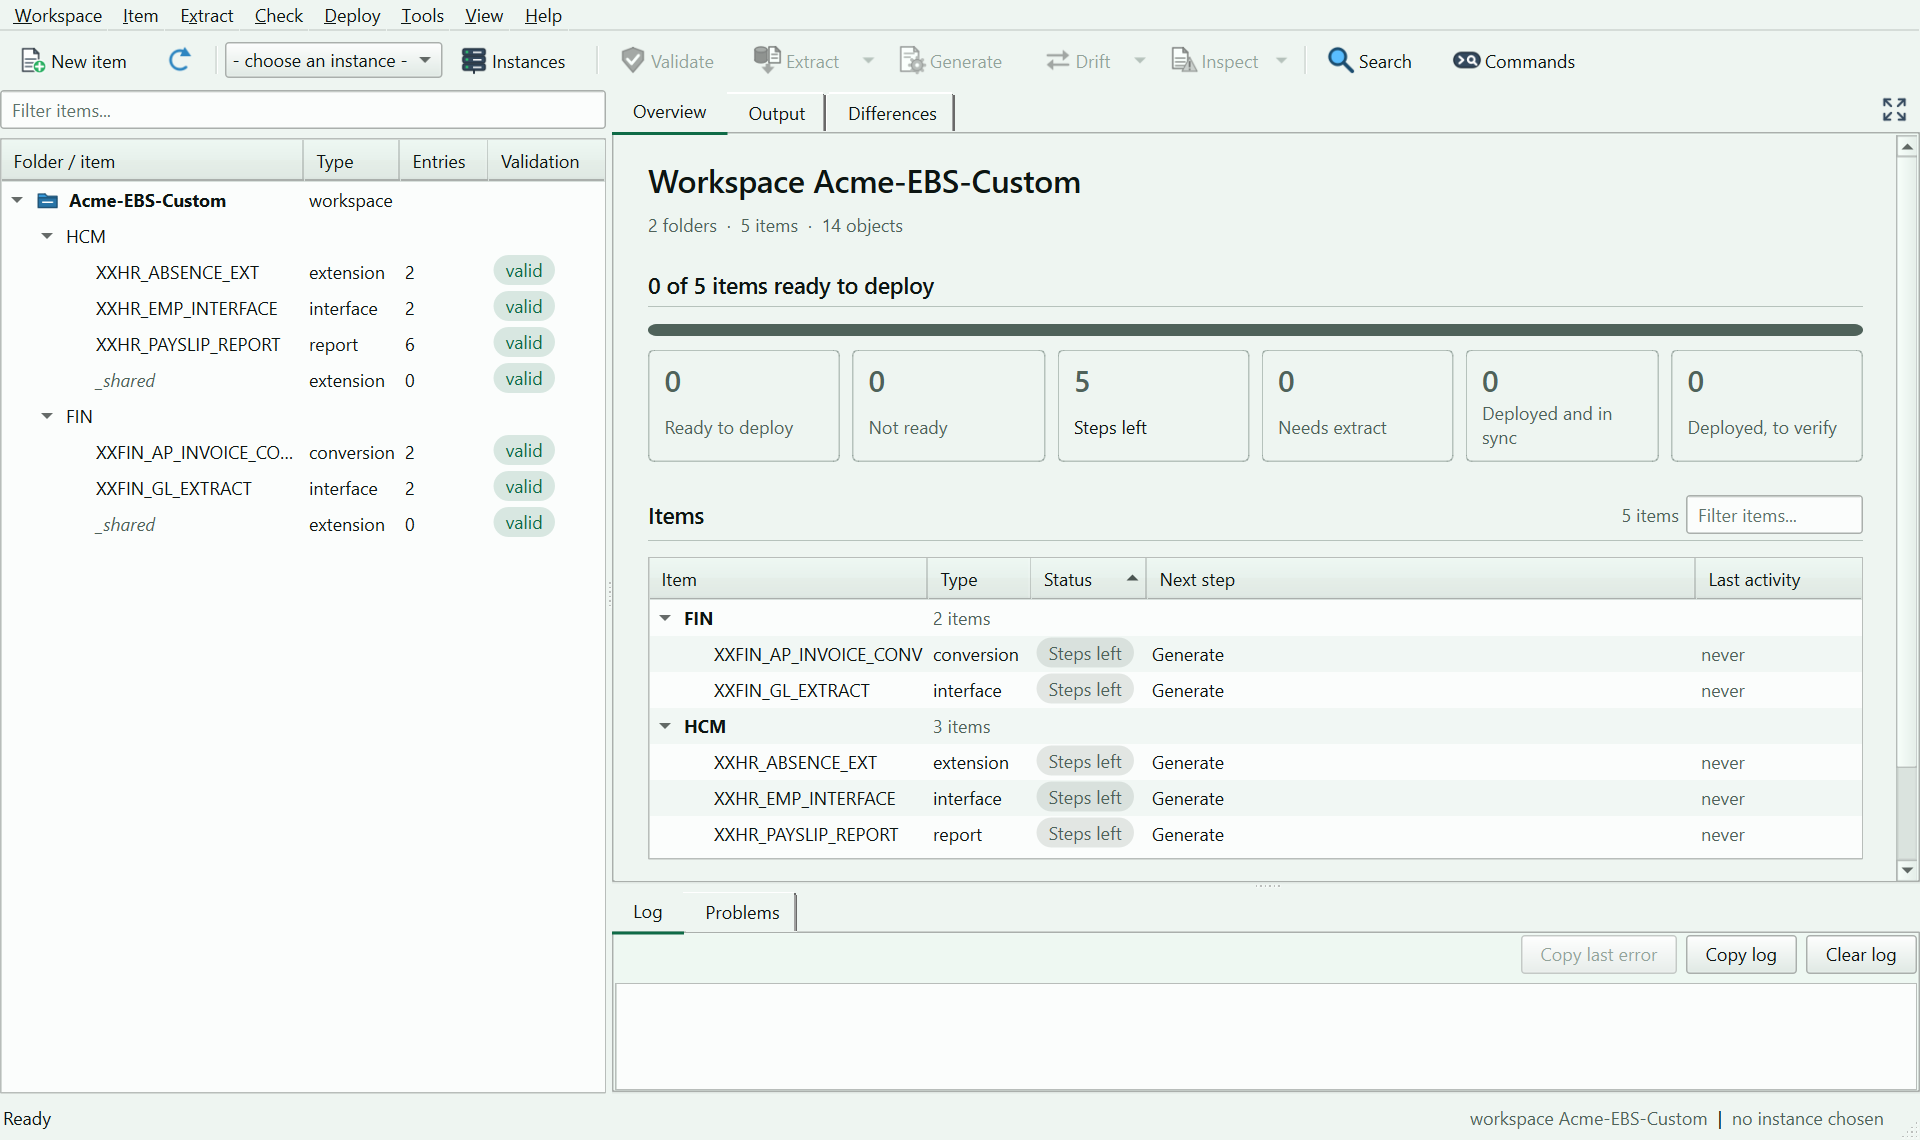 Workspace Item Extract Check Deploy Tools View Help
New item - choose an instance - Instances Validate Extract Generate Drift Inspect Search Commands
Filter items...
Folder / item Type Entries Validation
Acme-EBS-Custom workspace
HCM
XXHR_ABSENCE_EXT extension 2 valid
XXHR_EMP_INTERFACE interface 2 valid
XXHR_PAYSLIP_REPORT report 6 valid
_shared extension 0 valid
FIN
XXFIN_AP_INVOICE_CO... conversion 2 valid
XXFIN_GL_EXTRACT interface 2 valid
_shared extension 0 valid
Overview Output Differences
Workspace Acme-EBS-Custom
2 folders · 5 items · 14 objects
0 of 5 items ready to deploy
0 0 5 0 0 0
Ready to deploy Not ready Steps left Needs extract Deployed and in sync Deployed, to verify
Items 5 items Filter items...
Item Type Status Next step Last activity
FIN 2 items
XXFIN_AP_INVOICE_CONV conversion Steps left Generate never
XXFIN_GL_EXTRACT interface Steps left Generate never
HCM 3 items
XXHR_ABSENCE_EXT extension Steps left Generate never
XXHR_EMP_INTERFACE interface Steps left Generate never
XXHR_PAYSLIP_REPORT report Steps left Generate never
Log Problems
Copy last error Copy log Clear log
Ready workspace Acme-EBS-Custom | no instance chosen